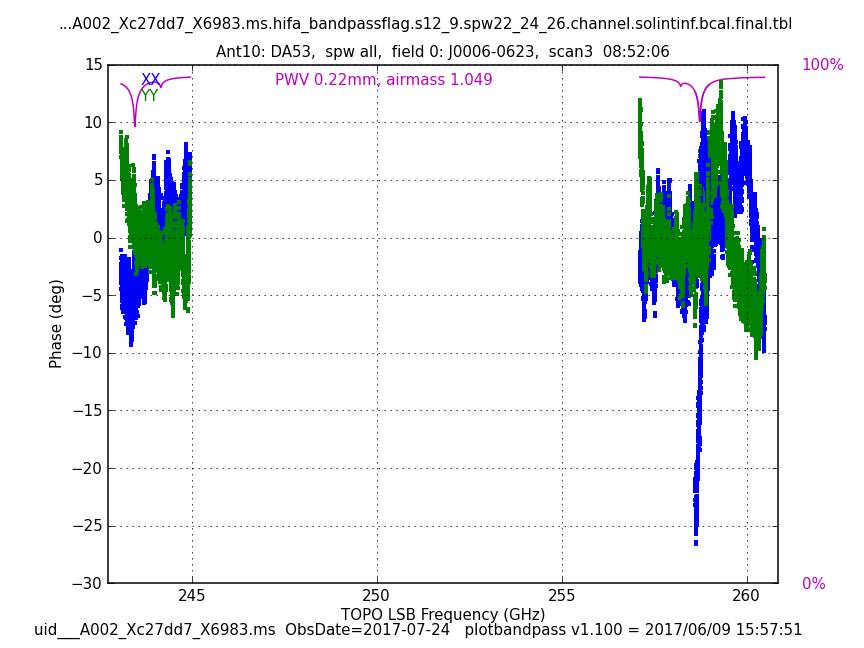 ...A002_Xc27dd7_X6983.ms.hifa_bandpassflag.s12_9.spw22_24_26.channel.solintinf.bcal.final.tbl
Ant10: DA53,  spw all,  field 0: J0006-0623,  scan3  08:52:06
15
100%
XX
PWV 0.22mm, airmass 1.049
YY
10
5
0
Phase (deg)
−5
−10
−15
−20
−25
−30
0%
245
250
255
260
TOPO LSB Frequency (GHz)
uid___A002_Xc27dd7_X6983.ms  ObsDate=2017-07-24   plotbandpass v1.100 = 2017/06/09 15:57:51